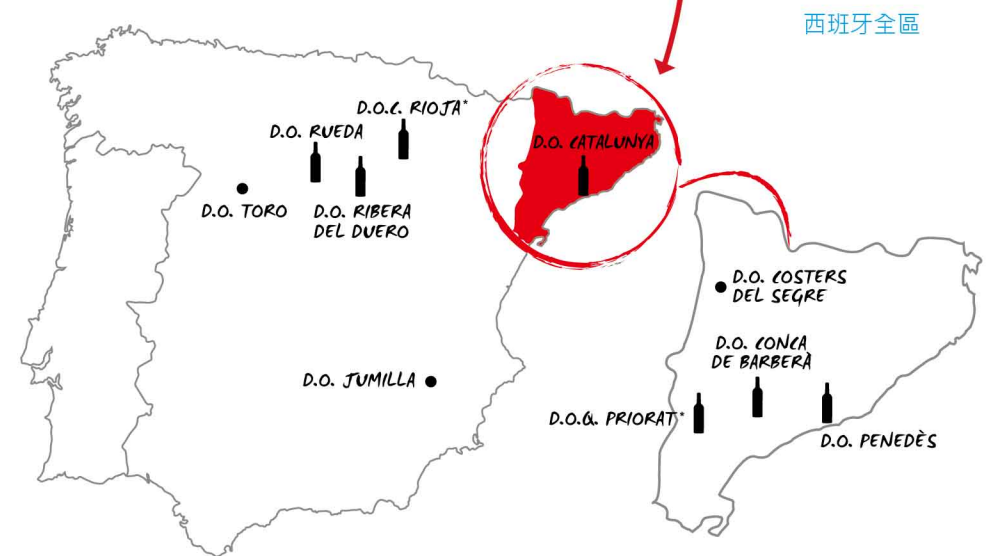 西班牙全區
D.O.C. RIOJA*
D.O. RUEDA
D.O. CATALUNYA
D.O. TORO
D.O. RIBERA
DEL DUERO
D.O. COSTERS
DEL SEGRE
D.O. CONCA
DE BARBERÀ
D.O. JUMILLA
D.O.Q. PRIORAT*
D.O. PENEDÈS